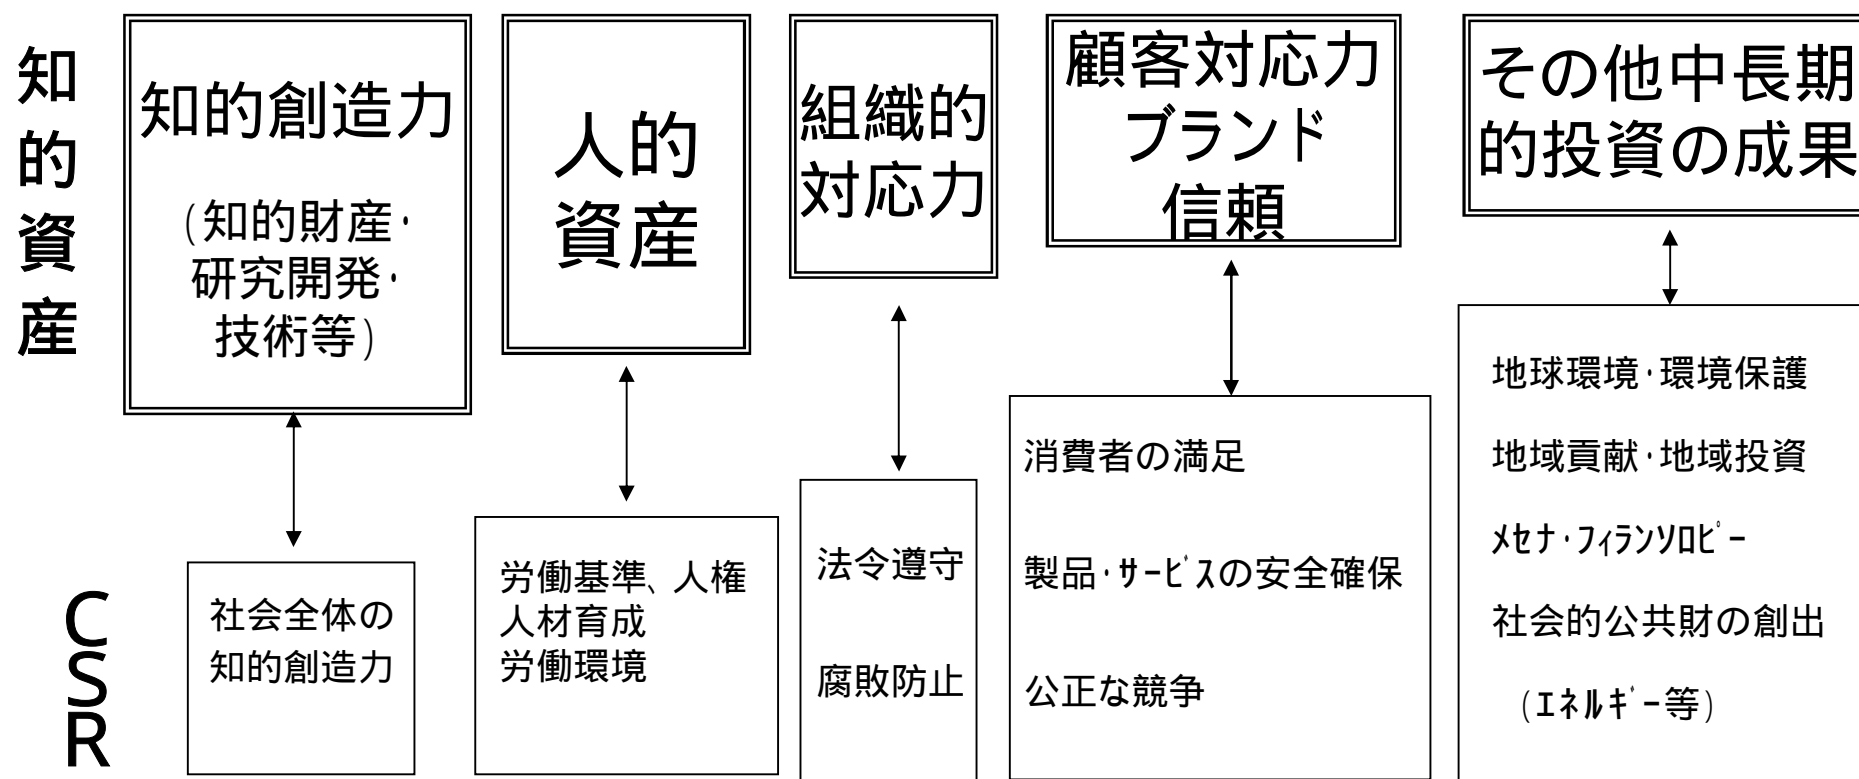 知的資産
知的創造力
(知的財産・
研究開発・
技術等)
人的
資産
組織的
対応力
顧客対応力
ブランド
信頼
その他中長期
的投資の成果
CSR
社会全体の
知的創造力
労働基準、人権
人材育成
労働環境
法令遵守
腐敗防止
消費者の満足
製品・サービスの安全確保
公正な競争
地球環境・環境保護
地域貢献・地域投資
メセナ・フィランソロピー
社会的公共財の創出
(エネルギー等)